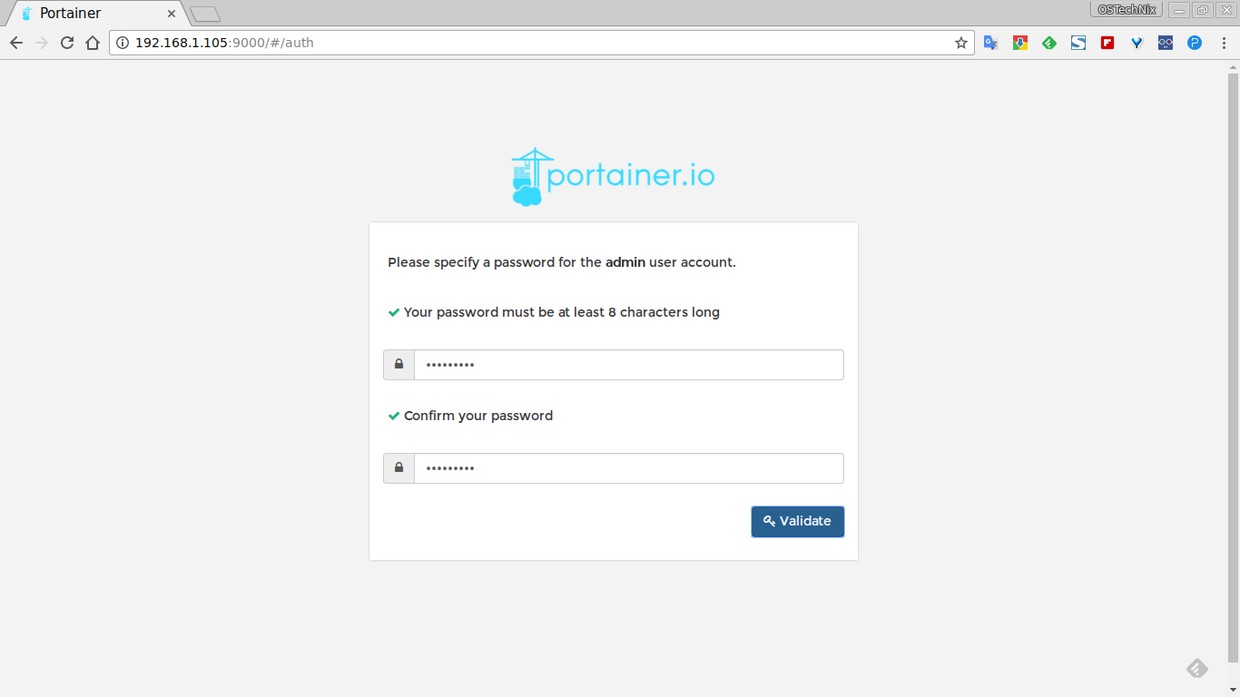 Portainer
OSTechNix
192.168.1.105:9000/#/auth
portainer.io
Please specify a password for the admin user account.
Your password must be at least 8 characters long
•••••••••
Confirm your password
•••••••••
Validate